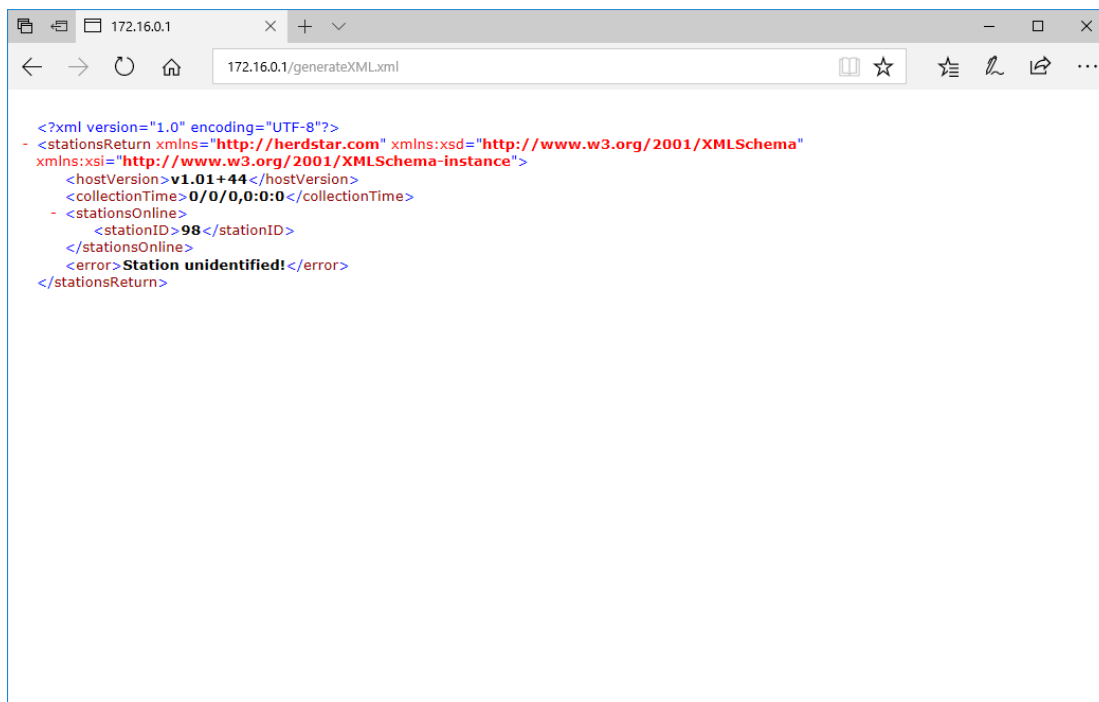 172.16.0.1
172.16.0.1/generateXML.xml
<?xml version="1.0" encoding="UTF-8"?>
- <stationsReturn xmlns="http://herdstar.com" xmlns:xsd="http://www.w3.org/2001/XMLSchema"
xmlns:xsi="http://www.w3.org/2001/XMLSchema-instance">
<hostVersion>v1.01+44</hostVersion>
<collectionTime>0/0/0,0:0:0</collectionTime>
- <stationsOnline>
<stationID>98</stationID>
</stationsOnline>
<error>Station unidentified!</error>
</stationsReturn>